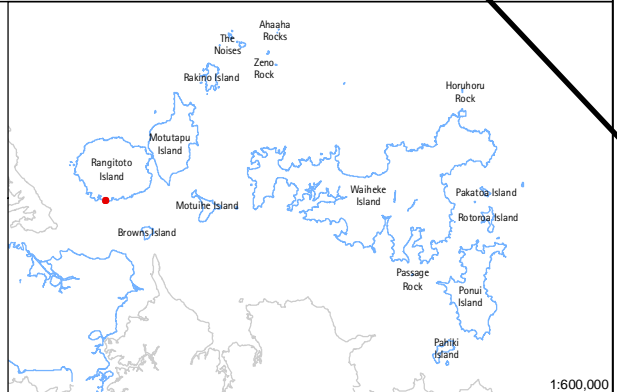 Ahaaha
Rocks
The
Noises
Zeno
Rock
Rakino Island
Horuhoru
Rock
Motutapu
Island
Rangitoto
Island
Waiheke
Island
Pakatoa Island
Motuihe Island
Rotoroa Island
Browns Island
Passage
Rock
Ponui
Island
Pahiki
Island
1:600,000